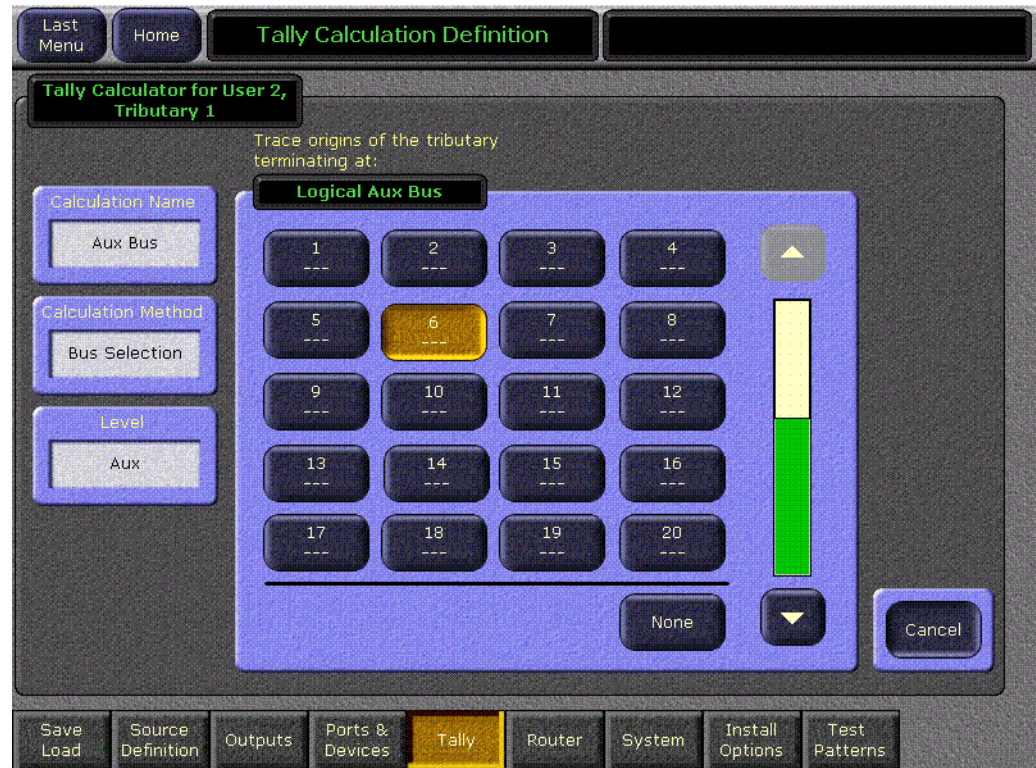 Last
Menu
Home
Tally Calculation Definition
Tally Calculator for User 2,
Tributary 1
Trace origins of the tributary
terminating at:
Logical Aux Bus
Calculation Name
Aux Bus
Calculation Method
Bus Selection
Level
Aux
1
---
2
---
3
---
4
---
5
---
6
---
7
---
8
---
9
---
10
---
11
---
12
---
13
---
14
---
15
---
16
---
17
---
18
---
19
---
20
---
None
Cancel
Save
Load
Source
Definition
Outputs
Ports &
Devices
Tally
Router
System
Install
Options
Test
Patterns